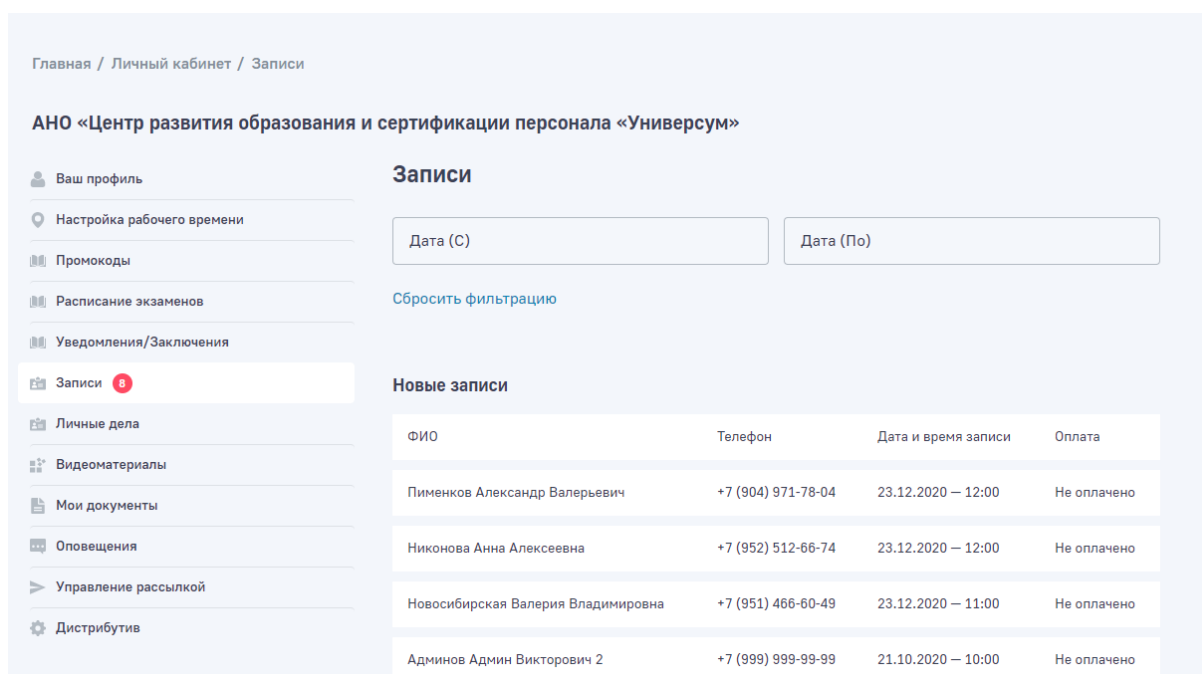 Главная / Личный кабинет / Записи
АНО «Центр развития образования и сертификации персонала «Универсум»
Ваш профиль
Настройка рабочего времени
Промокоды
Расписание экзаменов
Уведомления/Заключения
Записи 8
Личные дела
Видеоматериалы
Мои документы
Оповещения
Управление рассылкой
Дистрибутив
Записи
Дата (С) Дата (По)
Сбросить фильтрацию
Новые записи
ФИО Телефон Дата и время записи Оплата
Пименков Александр Валерьевич +7 (904) 971-78-04 23.12.2020 — 12:00 Не оплачено
Никонова Анна Алексеевна +7 (952) 512-66-74 23.12.2020 — 12:00 Не оплачено
Новосибирская Валерия Владимировна +7 (951) 466-60-49 23.12.2020 — 11:00 Не оплачено
Админов Админ Викторович 2 +7 (999) 999-99-99 21.10.2020 — 10:00 Не оплачено